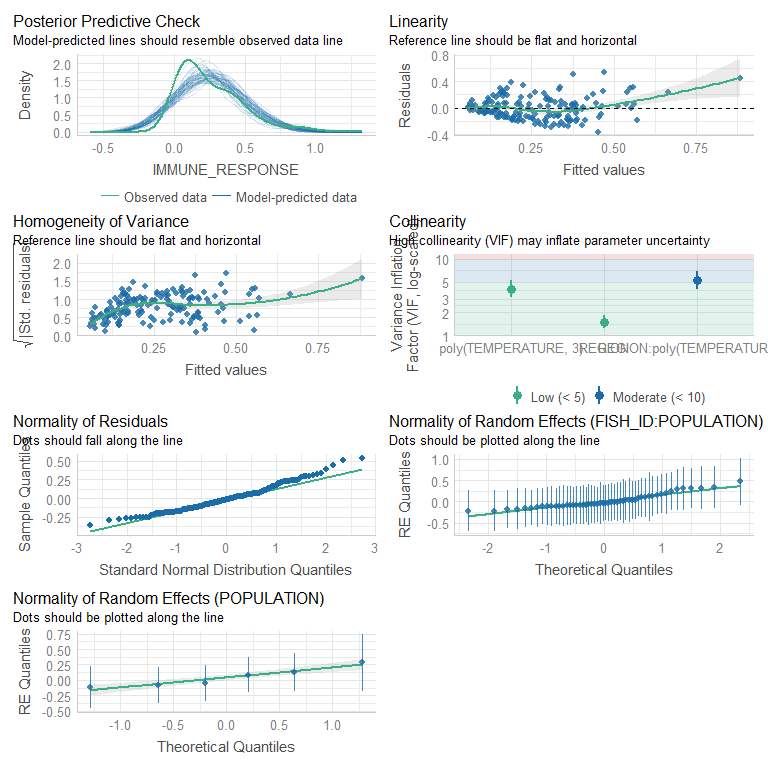 Posterior Predictive Check
Model-predicted lines should resemble observed data line
Density
2.0
1.5
1.0
0.5
0.0
-0.5 0.0 0.5 1.0
IMMUNE_RESPONSE
Observed data Model-predicted data
Linearity
Reference line should be flat and horizontal
Residuals
0.8
0.4
0.0
-0.4
0.25 0.50 0.75
Fitted values
Homogeneity of Variance
Reference line should be flat and horizontal
√|Std. residuals|
2.0
1.5
1.0
0.5
0.0
0.25 0.50 0.75
Fitted values
Collinearity
High collinearity (VIF) may inflate parameter uncertainty
Variance Inflation
Factor (VIF, log-scaled)
10
5
3
2
1
poly(TEMPERATURE, 3) REGION REGION:poly(TEMPERATUR
Low (< 5) Moderate (< 10)
Normality of Residuals
Dots should fall along the line
Sample Quantiles
0.50
0.25
0.00
-0.25
-3 -2 -1 0 1 2 3
Standard Normal Distribution Quantiles
Normality of Random Effects (FISH_ID:POPULATION)
Dots should be plotted along the line
RE Quantiles
1.0
0.5
0.0
-0.5
-2 -1 0 1 2
Theoretical Quantiles
Normality of Random Effects (POPULATION)
Dots should be plotted along the line
RE Quantiles
0.75
0.50
0.25
0.00
-0.25
-0.50
-1.0 -0.5 0.0 0.5 1.0
Theoretical Quantiles